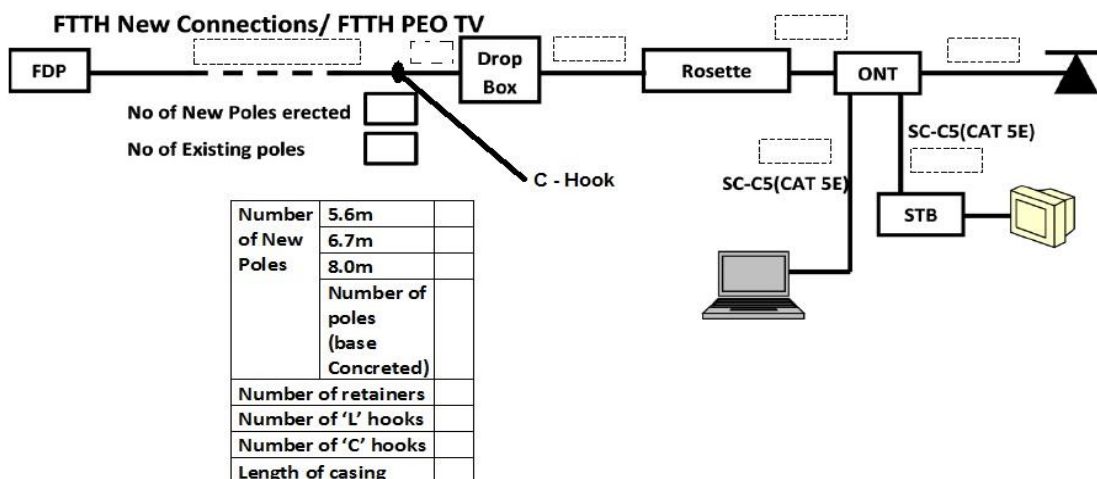 FTTH New Connections/ FTTH PEO TV
FDP
Drop
Box
Rosette
ONT
No of New Poles erected
No of Existing poles
C - Hook
SC-C5(CAT 5E)
SC-C5(CAT 5E)
STB
Number
of New
Poles
5.6m
6.7m
8.0m
Number of
poles
(base
Concreted)
Number of retainers
Number of ‘L’ hooks
Number of ‘C’ hooks
Length of casing